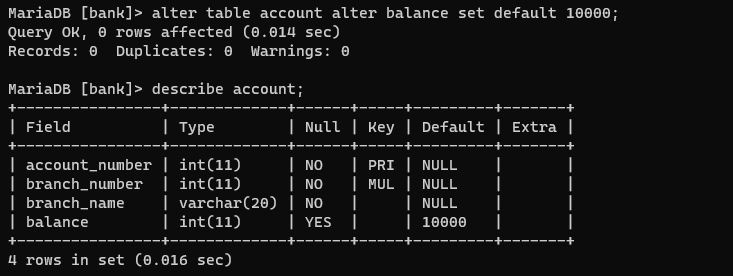 MariaDB [bank]> alter table account alter balance set default 10000;
Query OK, 0 rows affected (0.014 sec)
Records: 0  Duplicates: 0  Warnings: 0

MariaDB [bank]> describe account;
+----------------+-------------+------+-----+---------+-------+
| Field          | Type        | Null | Key | Default | Extra |
+----------------+-------------+------+-----+---------+-------+
| account_number | int(11)     | NO   | PRI | NULL    |       |
| branch_number  | int(11)     | NO   | MUL | NULL    |       |
| branch_name    | varchar(20) | NO   |     | NULL    |       |
| balance        | int(11)     | YES  |     | 10000   |       |
+----------------+-------------+------+-----+---------+-------+
4 rows in set (0.016 sec)